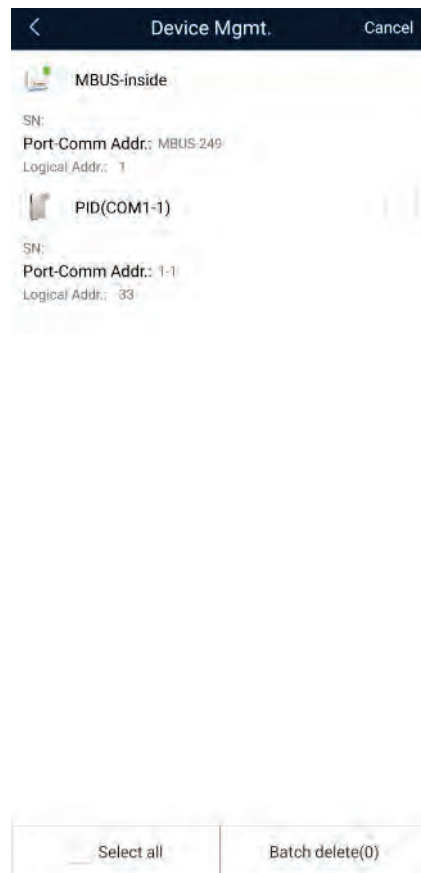 Device Mgmt.
Cancel
MBUS-inside
SN:
Port-Comm Addr.: MBUS-249
Logical Addr.: 1
PID(COM1-1)
SN:
Port-Comm Addr.: 1-1
Logical Addr.: 33
Select all
Batch delete(0)